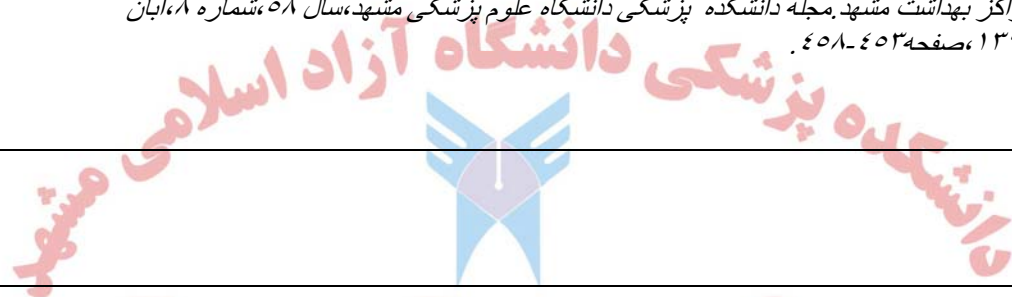 مراکز بهداشت مشهد.مجله دانشکده پزشکی دانشگاه علوم پزشکی مشهد،سال ۵۸،شماره ۸،آبان
،صفحه۴۵۳-۴۵۸.
دانشکده پزشکی دانشگاه آزاد اسلامی مشهد